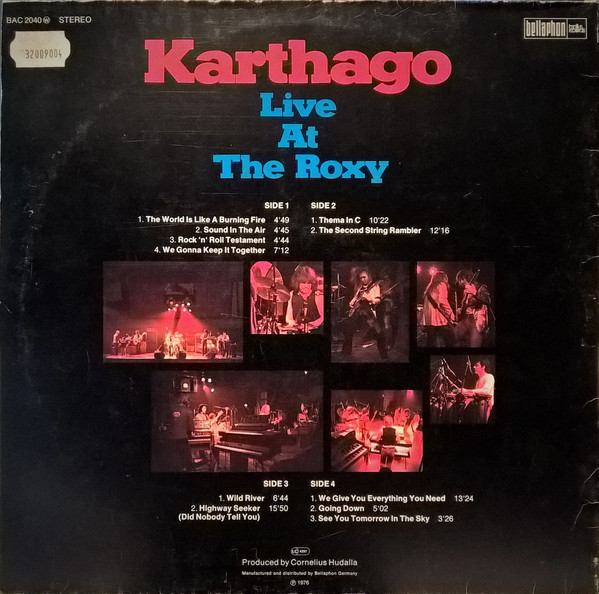 BAC 2040 W STEREO
bellaphon
32009004
Karthago
Live
At
The Roxy
SIDE 1
1. The World Is Like A Burning Fire 4'49
2. Sound In The Air 4'45
3. Rock 'n' Roll Testament 4'44
4. We Gonna Keep It Together 7'12
SIDE 2
1. Thema In C 10'22
2. The Second String Rambler 12'16
SIDE 3
1. Wild River 6'44
2. Highway Seeker 15'50
(Did Nobody Tell You)
SIDE 4
1. We Give You Everything You Need 13'24
2. Going Down 5'02
3. See You Tomorrow In The Sky 3'26
LC 4297
Produced by Cornelius Hudalla
Manufactured and distributed by Bellaphon Germany
℗ 1976